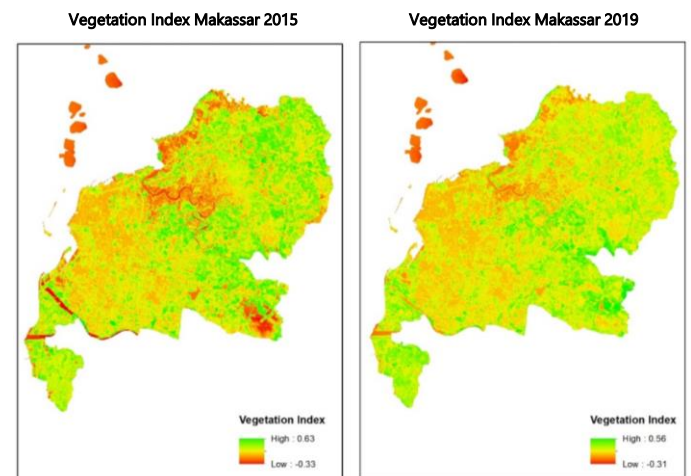 Vegetation Index Makassar 2015
Vegetation Index Makassar 2019
Vegetation Index
High : 0.63
Low : -0.33
Vegetation Index
High : 0.56
Low : -0.31